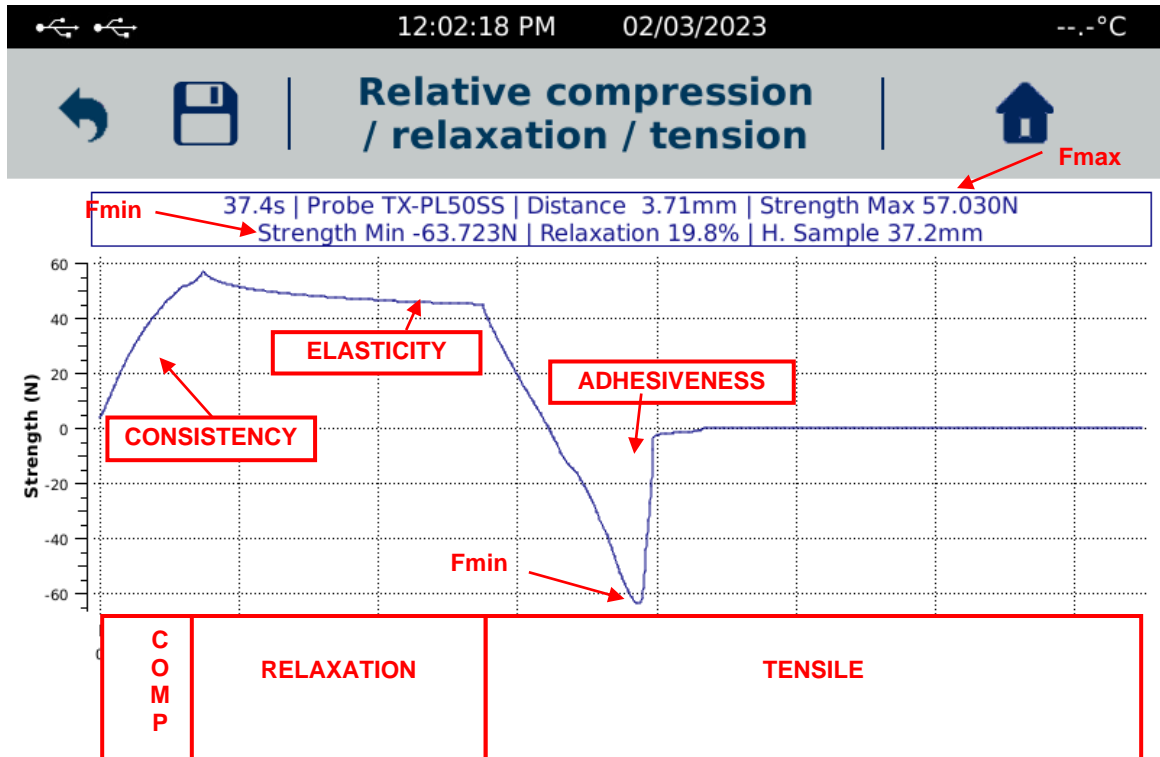 12:02:18 PM 02/03/2023 --.-°C
Relative compression
/ relaxation / tension
Fmax
Fmin
37.4s | Probe TX-PL50SS | Distance 3.71mm | Strength Max 57.030N
Strength Min -63.723N | Relaxation 19.8% | H. Sample 37.2mm
Strength (N)
60
40
20
0
-20
-40
-60
ELASTICITY
ADHESIVENESS
CONSISTENCY
Fmin
C
O
M
P
RELAXATION
TENSILE